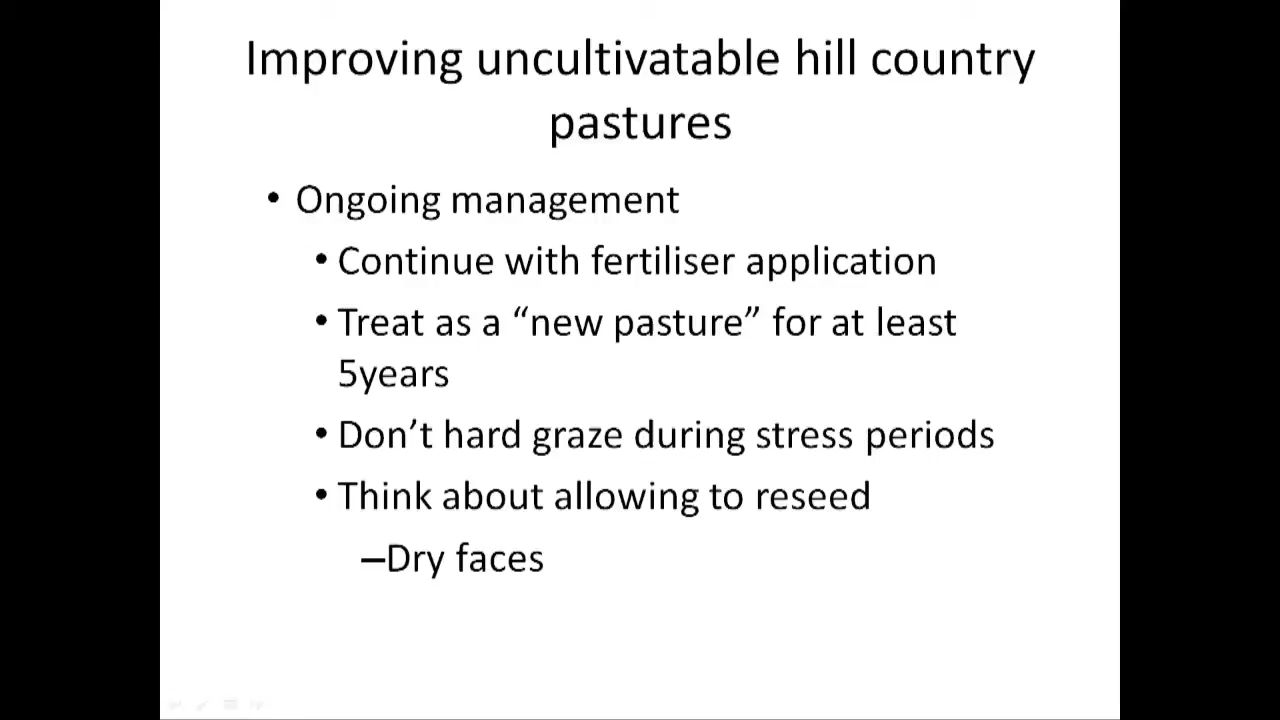 Improving uncultivatable hill country
pastures
• Ongoing management
• Continue with fertiliser application
• Treat as a “new pasture” for at least
5years
• Don’t hard graze during stress periods
• Think about allowing to reseed
–Dry faces